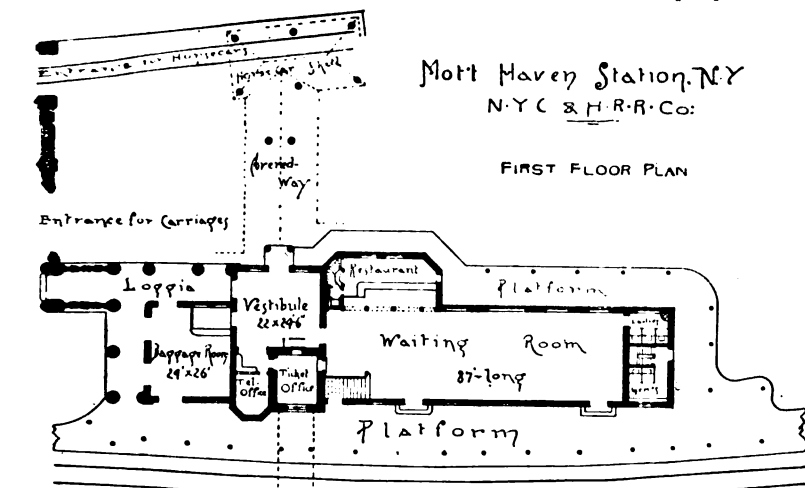 Mott Haven Station. N.Y
N.Y C & H.R.R.Co:
First Floor Plan
Entrance for Horsecars
Horse Car Shed
Covered-
Way
Entrance for Carriages
Loggia
Restaurant
Platform
Vestibule
22'x24'6"
Waiting Room
87'-long
Baggage Room
24'x26'
Tel-
Office
Ticket
Office
Ladies
Gent's
Platform